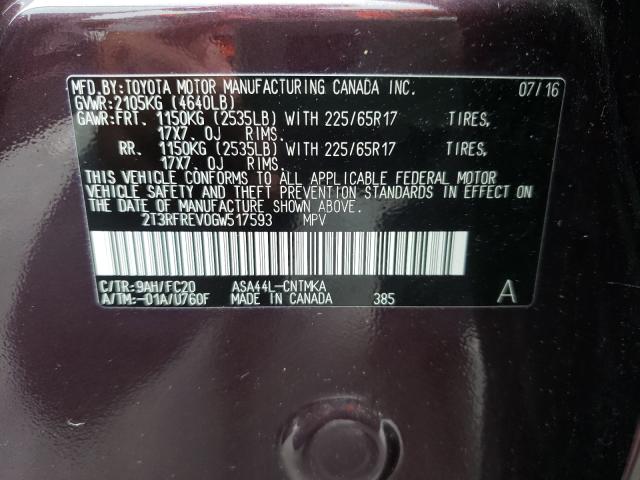 MFD.BY:TOYOTA MOTOR MANUFACTURING CANADA INC. 07/16
GVWR:2105KG (4640LB)
GAWR:FRT. 1150KG (2535LB) WITH 225/65R17 TIRES,
17X7.0J RIMS.
RR. 1150KG (2535LB) WITH 225/65R17 TIRES,
17X7.0J RIMS.
THIS VEHICLE CONFORMS TO ALL APPLICABLE FEDERAL MOTOR
VEHICLE SAFETY AND THEFT PREVENTION STANDARDS IN EFFECT ON
THE DATE OF MANUFACTURE SHOWN ABOVE.
2T3RFREV0GW517593 MPV
C/TR:9AH/FC20 ASA44L-CNTMKA
A/TM:-01A/U760F MADE IN CANADA 385 A